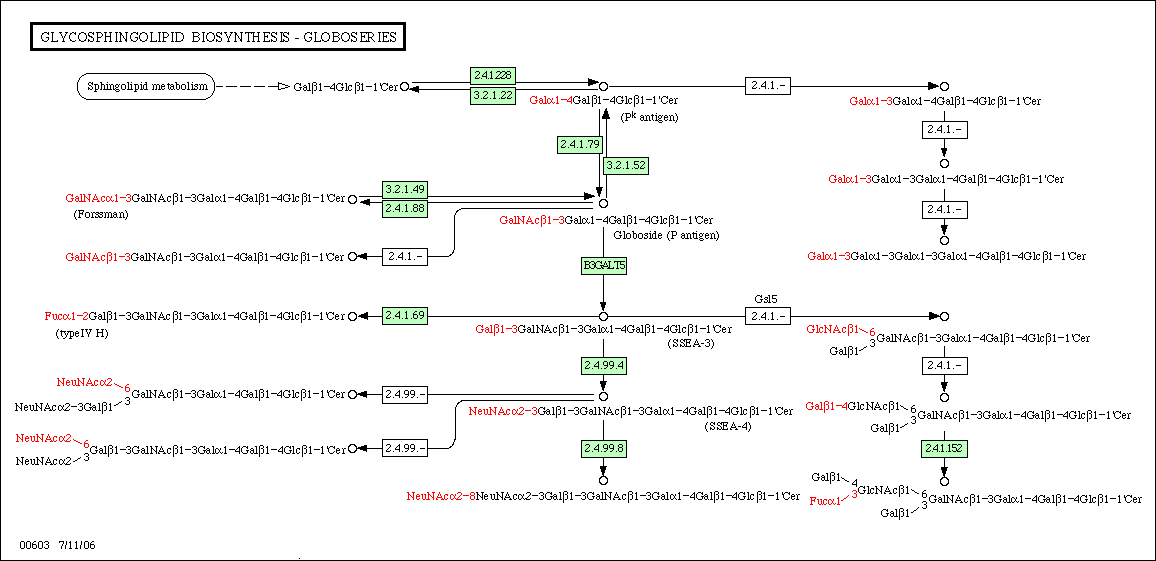 GLYCOSPHINGOLIPID BIOSYNTHESIS - GLOBOSERIES
Sphingolipid metabolism
Galβ1-4Glcβ1-1'Cer
2.4.1.228
3.2.1.22
2.4.1.-
Galα1-4Galβ1-4Glcβ1-1'Cer
(Pk antigen)
Galα1-3Galα1-4Galβ1-4Glcβ1-1'Cer
2.4.1.-
2.4.1.79
3.2.1.52
Galα1-3Galα1-3Galα1-4Galβ1-4Glcβ1-1'Cer
3.2.1.49
GalNAcα1-3GalNAcβ1-3Galα1-4Galβ1-4Glcβ1-1'Cer
(Forssman)
2.4.1.88
2.4.1.-
GalNAcβ1-3Galα1-4Galβ1-4Glcβ1-1'Cer
Globoside (P antigen)
GalNAcβ1-3GalNAcβ1-3Galα1-4Galβ1-4Glcβ1-1'Cer
2.4.1.-
Galα1-3Galα1-3Galα1-3Galα1-4Galβ1-4Glcβ1-1'Cer
B3GALT5
Gsl5
Fucα1-2Galβ1-3GalNAcβ1-3Galα1-4Galβ1-4Glcβ1-1'Cer
(type IV H)
2.4.1.69
2.4.1.-
Galβ1-3GalNAcβ1-3Galα1-4Galβ1-4Glcβ1-1'Cer
(SSEA-3)
GlcNAcβ1
6
GalNAcβ1-3Galα1-4Galβ1-4Glcβ1-1'Cer
3
Galβ1
2.4.99.4
2.4.1.-
NeuNAcα2
6
GalNAcβ1-3Galα1-4Galβ1-4Glcβ1-1'Cer
3
NeuNAcα2-3Galβ1
2.4.99.-
NeuNAcα2-3Galβ1-3GalNAcβ1-3Galα1-4Galβ1-4Glcβ1-1'Cer
(SSEA-4)
Galβ1-4GlcNAcβ1
6
GalNAcβ1-3Galα1-4Galβ1-4Glcβ1-1'Cer
3
Galβ1
NeuNAcα2
6
Galβ1-3GalNAcβ1-3Galα1-4Galβ1-4Glcβ1-1'Cer
3
NeuNAcα2
2.4.99.-
2.4.99.8
2.4.1.152
NeuNAcα2-8NeuNAcα2-3Galβ1-3GalNAcβ1-3Galα1-4Galβ1-4Glcβ1-1'Cer
Galβ1
4
GlcNAcβ1
3
Fucα1
6
GalNAcβ1-3Galα1-4Galβ1-4Glcβ1-1'Cer
3
Galβ1
00603 7/11/06